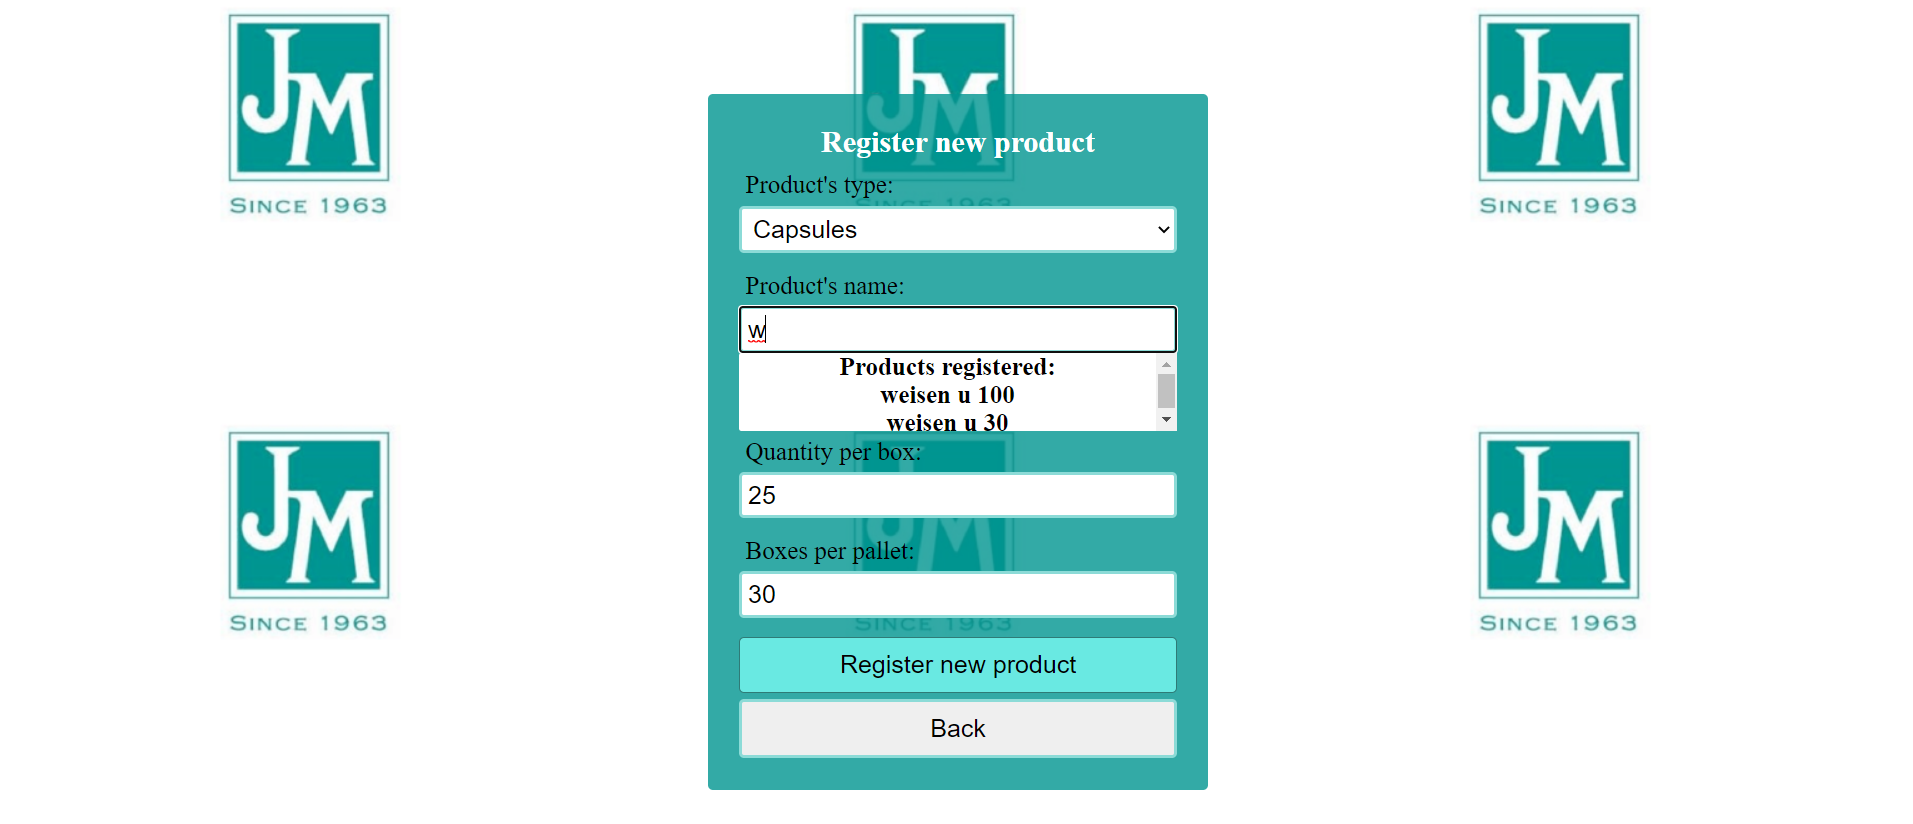 JM
SINCE 1963
JM
SINCE 1963
JM
SINCE 1963
Register new product
Product's type:
Capsules
Product's name:
w
Products registered:
weisen u 100
weisen u 30
Quantity per box:
25
Boxes per pallet:
30
Register new product
Back
JM
SINCE 1963
JM
SINCE 1963
JM
SINCE 1963